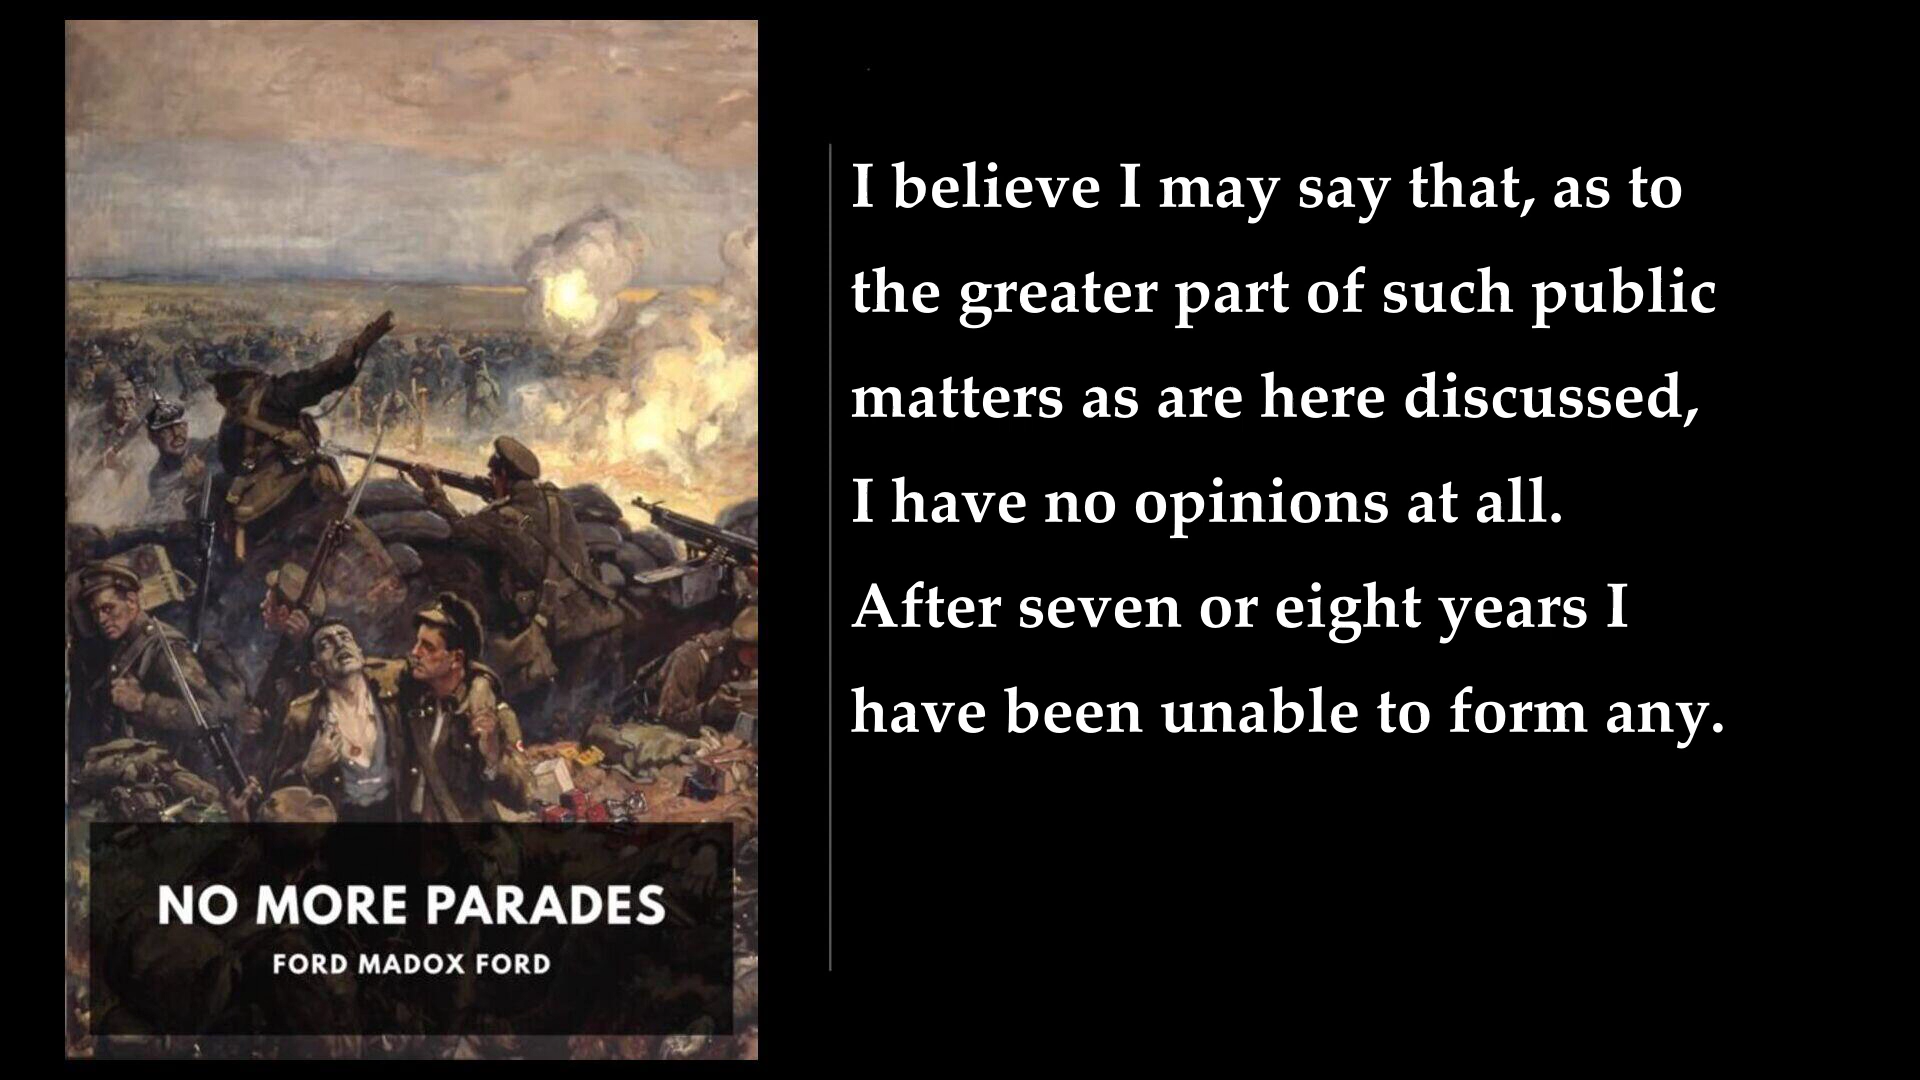 NO MORE PARADES
FORD MADOX FORD
I believe I may say that, as to
the greater part of such public
matters as are here discussed,
I have no opinions at all.
After seven or eight years I
have been unable to form any.